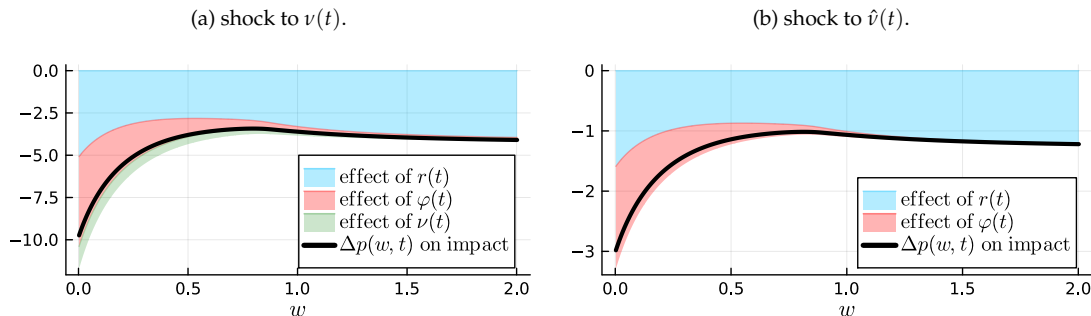 (a) shock to ν(t).
0.0
−2.5
−5.0
−7.5
−10.0
0.0 0.5 1.0 1.5 2.0
w
effect of r(t)
effect of φ(t)
effect of ν(t)
Δp(w, t) on impact
(b) shock to ν̂(t).
0
−1
−2
−3
0.0 0.5 1.0 1.5 2.0
w
effect of r(t)
effect of φ(t)
Δp(w, t) on impact